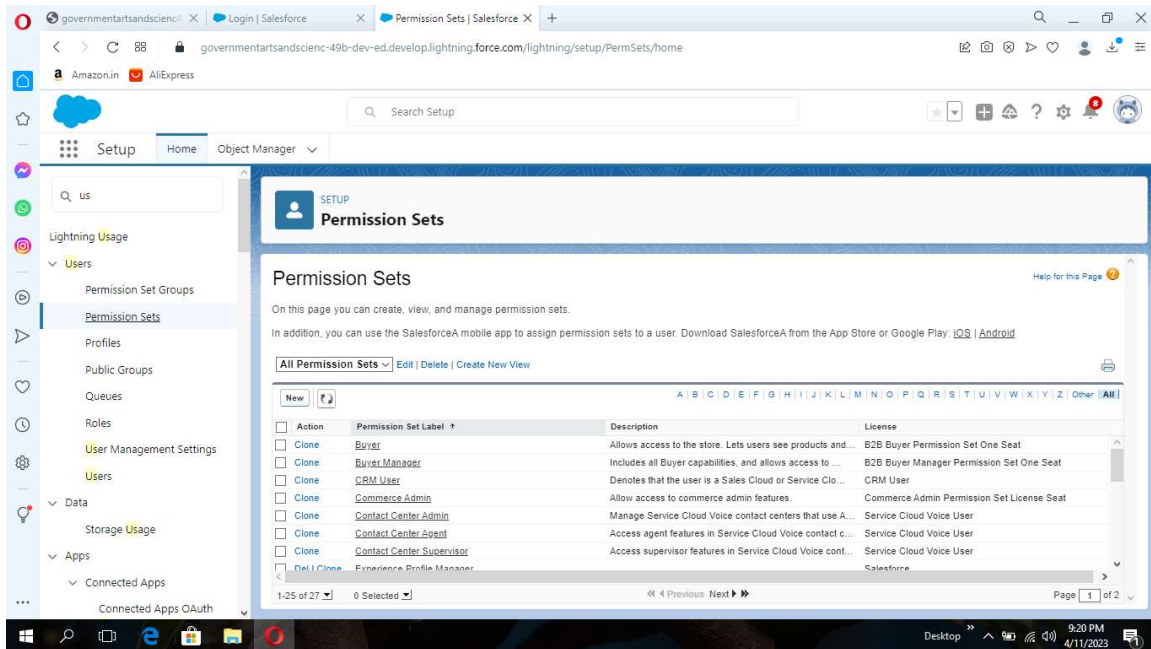 governmentartsandscience
Login | Salesforce
Permission Sets | Salesforce
governmentartsandscienc-49b-dev-ed.develop.lightning.force.com/lightning/setup/PermSets/home
a Amazon.in AliExpress
Search Setup
8
Setup Home Object Manager
us
Lightning Usage
Users
Permission Set Groups
Permission Sets
Profiles
Public Groups
Queues
Roles
User Management Settings
Users
Data
Storage Usage
Apps
Connected Apps
Connected Apps OAuth
SETUP
Permission Sets
Permission Sets
Help for this Page
On this page you can create, view, and manage permission sets.
In addition, you can use the SalesforceA mobile app to assign permission sets to a user. Download SalesforceA from the App Store or Google Play: iOS | Android
All Permission Sets Edit | Delete | Create New View
New A | B | C | D | E | F | G | H | I | J | K | L | M | N | O | P | Q | R | S | T | U | V | W | X | Y | Z | Other All
Action Permission Set Label ↑ Description License
Clone Buyer Allows access to the store. Lets users see products and... B2B Buyer Permission Set One Seat
Clone Buyer Manager Includes all Buyer capabilities, and allows access to ... B2B Buyer Manager Permission Set One Seat
Clone CRM User Denotes that the user is a Sales Cloud or Service Clo... CRM User
Clone Commerce Admin Allow access to commerce admin features. Commerce Admin Permission Set License Seat
Clone Contact Center Admin Manage Service Cloud Voice contact centers that use A... Service Cloud Voice User
Clone Contact Center Agent Access agent features in Service Cloud Voice contact c... Service Cloud Voice User
Clone Contact Center Supervisor Access supervisor features in Service Cloud Voice cont... Service Cloud Voice User
Del | Clone Experience Profile Manager Salesforce
1-25 of 27 0 Selected Previous Next Page 1 of 2
Desktop 9:20 PM
4/11/2023